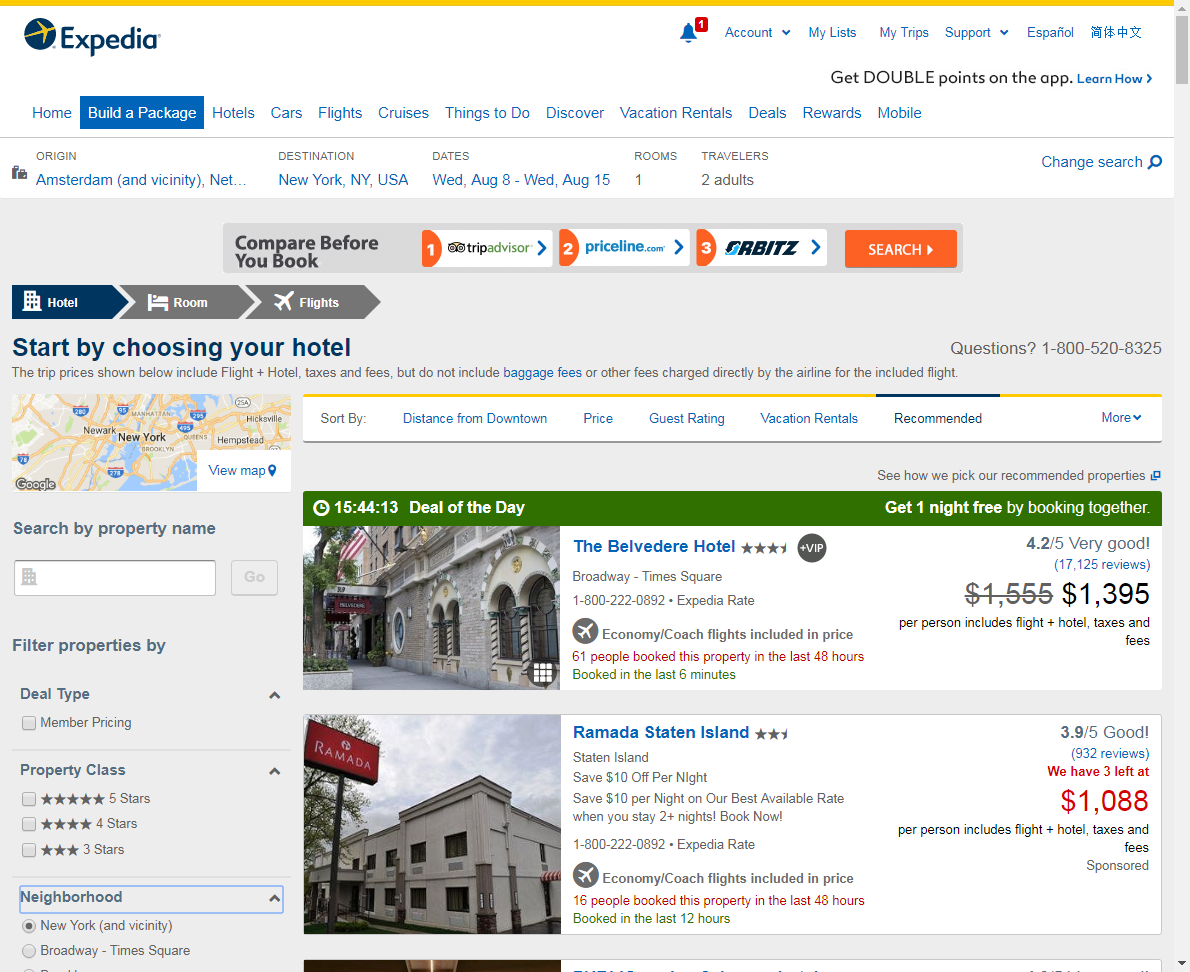 Expedia
1
Account My Lists My Trips Support Español 简体中文
Get DOUBLE points on the app. Learn How
Home Build a Package Hotels Cars Flights Cruises Things to Do Discover Vacation Rentals Deals Rewards Mobile
ORIGIN DESTINATION DATES ROOMS TRAVELERS
Amsterdam (and vicinity), Net... New York, NY, USA Wed, Aug 8 - Wed, Aug 15 1 2 adults
Change search
Compare Before
You Book
1 tripadvisor 2 priceline.com 3 ORBITZ SEARCH
Hotel Room Flights
Start by choosing your hotel
Questions? 1-800-520-8325
The trip prices shown below include Flight + Hotel, taxes and fees, but do not include baggage fees or other fees charged directly by the airline for the included flight.
280 95 MANHATTAN 295 25A
Hicksville
Newark New York 495 QUEENS Hempstead
BROOKLYN
78 278
Google
View map
Sort By: Distance from Downtown Price Guest Rating Vacation Rentals Recommended More
See how we pick our recommended properties
Search by property name
Go
Filter properties by
Deal Type
Member Pricing
Property Class
5 Stars
4 Stars
3 Stars
Neighborhood
New York (and vicinity)
Broadway - Times Square
15:44:13 Deal of the Day Get 1 night free by booking together.
BELVEDERE
The Belvedere Hotel +VIP
Broadway - Times Square
1-800-222-0892 • Expedia Rate
Economy/Coach flights included in price
61 people booked this property in the last 48 hours
Booked in the last 6 minutes
4.2/5 Very good!
(17,125 reviews)
$1,555 $1,395
per person includes flight + hotel, taxes and
fees
RAMADA
Ramada Staten Island
Staten Island
Save $10 Off Per NIght
Save $10 per Night on Our Best Available Rate
when you stay 2+ nights! Book Now!
1-800-222-0892 • Expedia Rate
Economy/Coach flights included in price
16 people booked this property in the last 48 hours
Booked in the last 12 hours
3.9/5 Good!
(932 reviews)
We have 3 left at
$1,088
per person includes flight + hotel, taxes and
fees
Sponsored